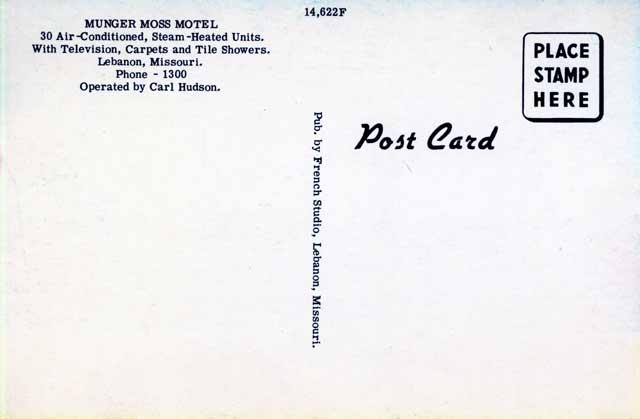 14,622F
MUNGER MOSS MOTEL
30 Air-Conditioned, Steam-Heated Units.
With Television, Carpets and Tile Showers.
Lebanon, Missouri.
Phone - 1300
Operated by Carl Hudson.
PLACE
STAMP
HERE
Post Card
Pub. by French Studio, Lebanon, Missouri.